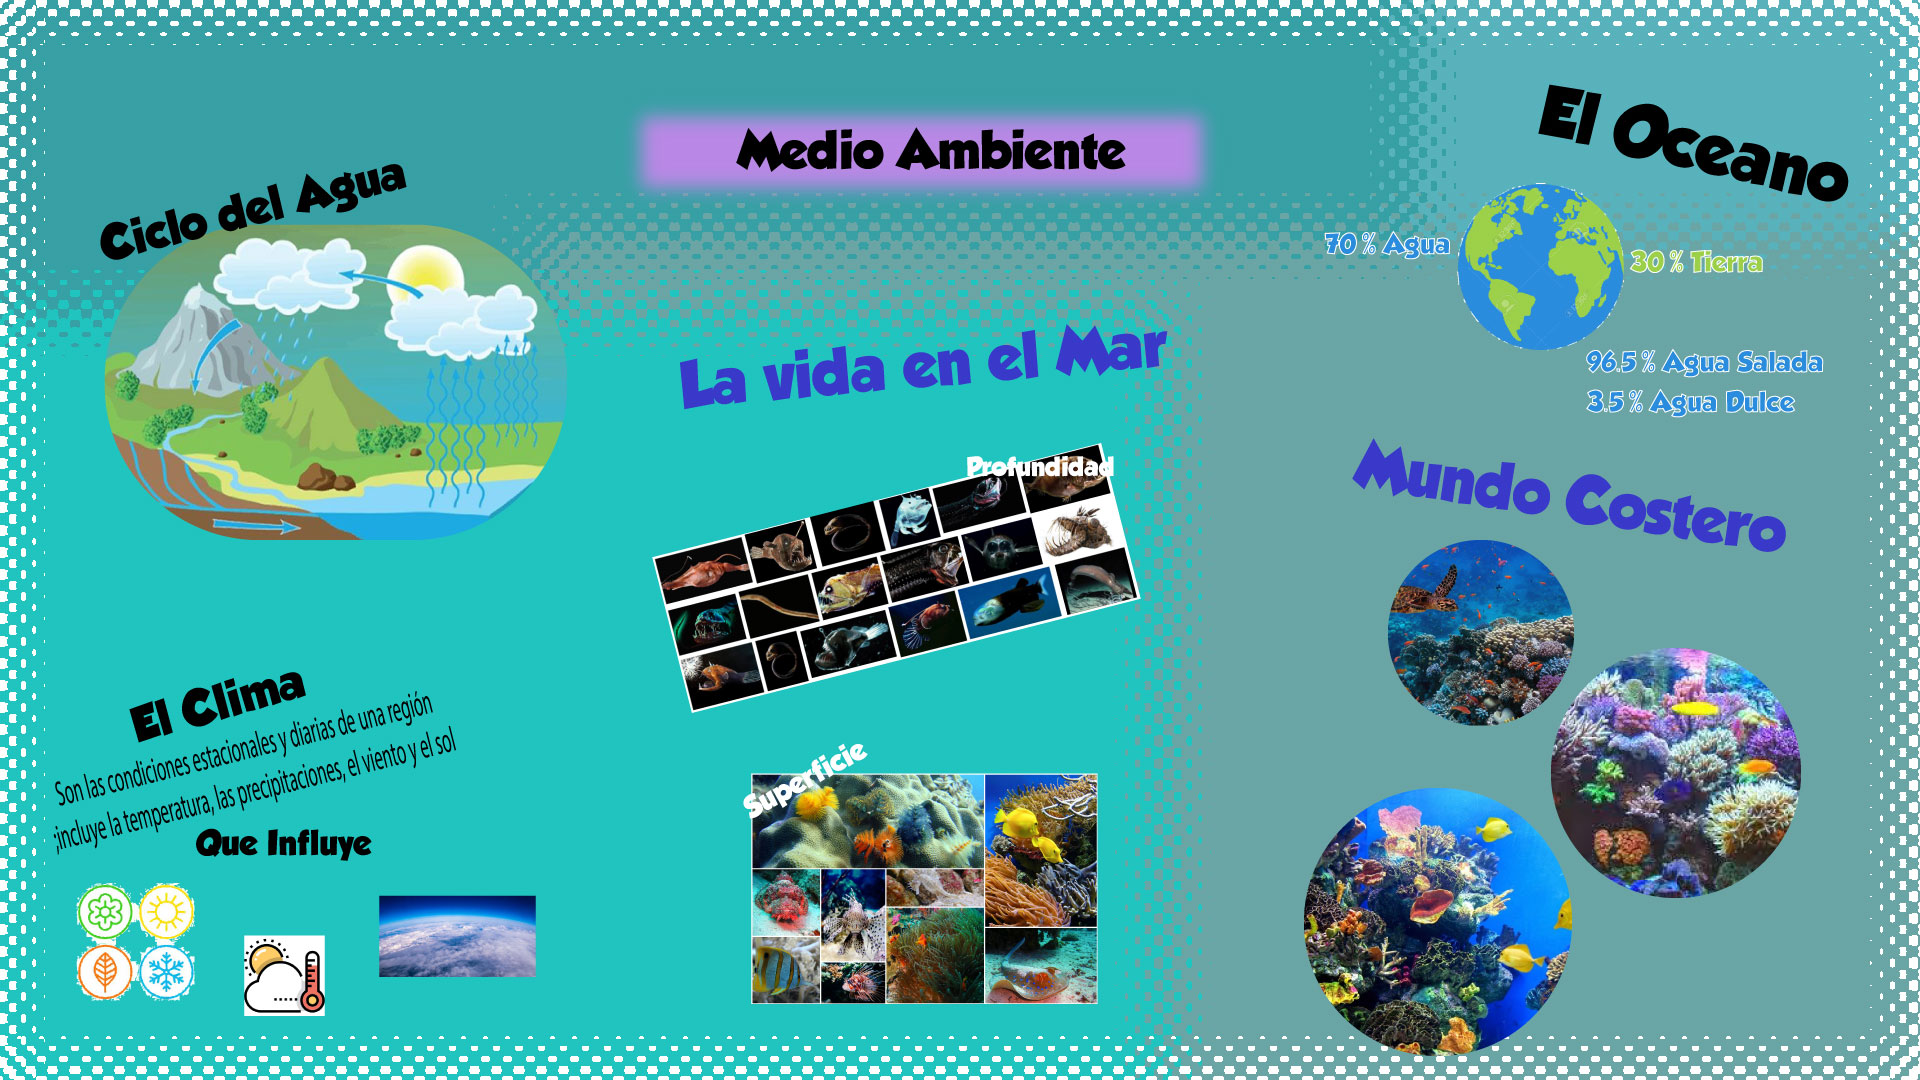 Medio Ambiente
Ciclo del Agua
El Clima
Son las condiciones estacionales y diarias de una región
;incluye la temperatura, las precipitaciones, el viento y el sol
Que Influye
La vida en el Mar
Profundidad
Superficie
El Oceano
70% Agua
30% Tierra
96.5% Agua Salada
3.5% Agua Dulce
Mundo Costero